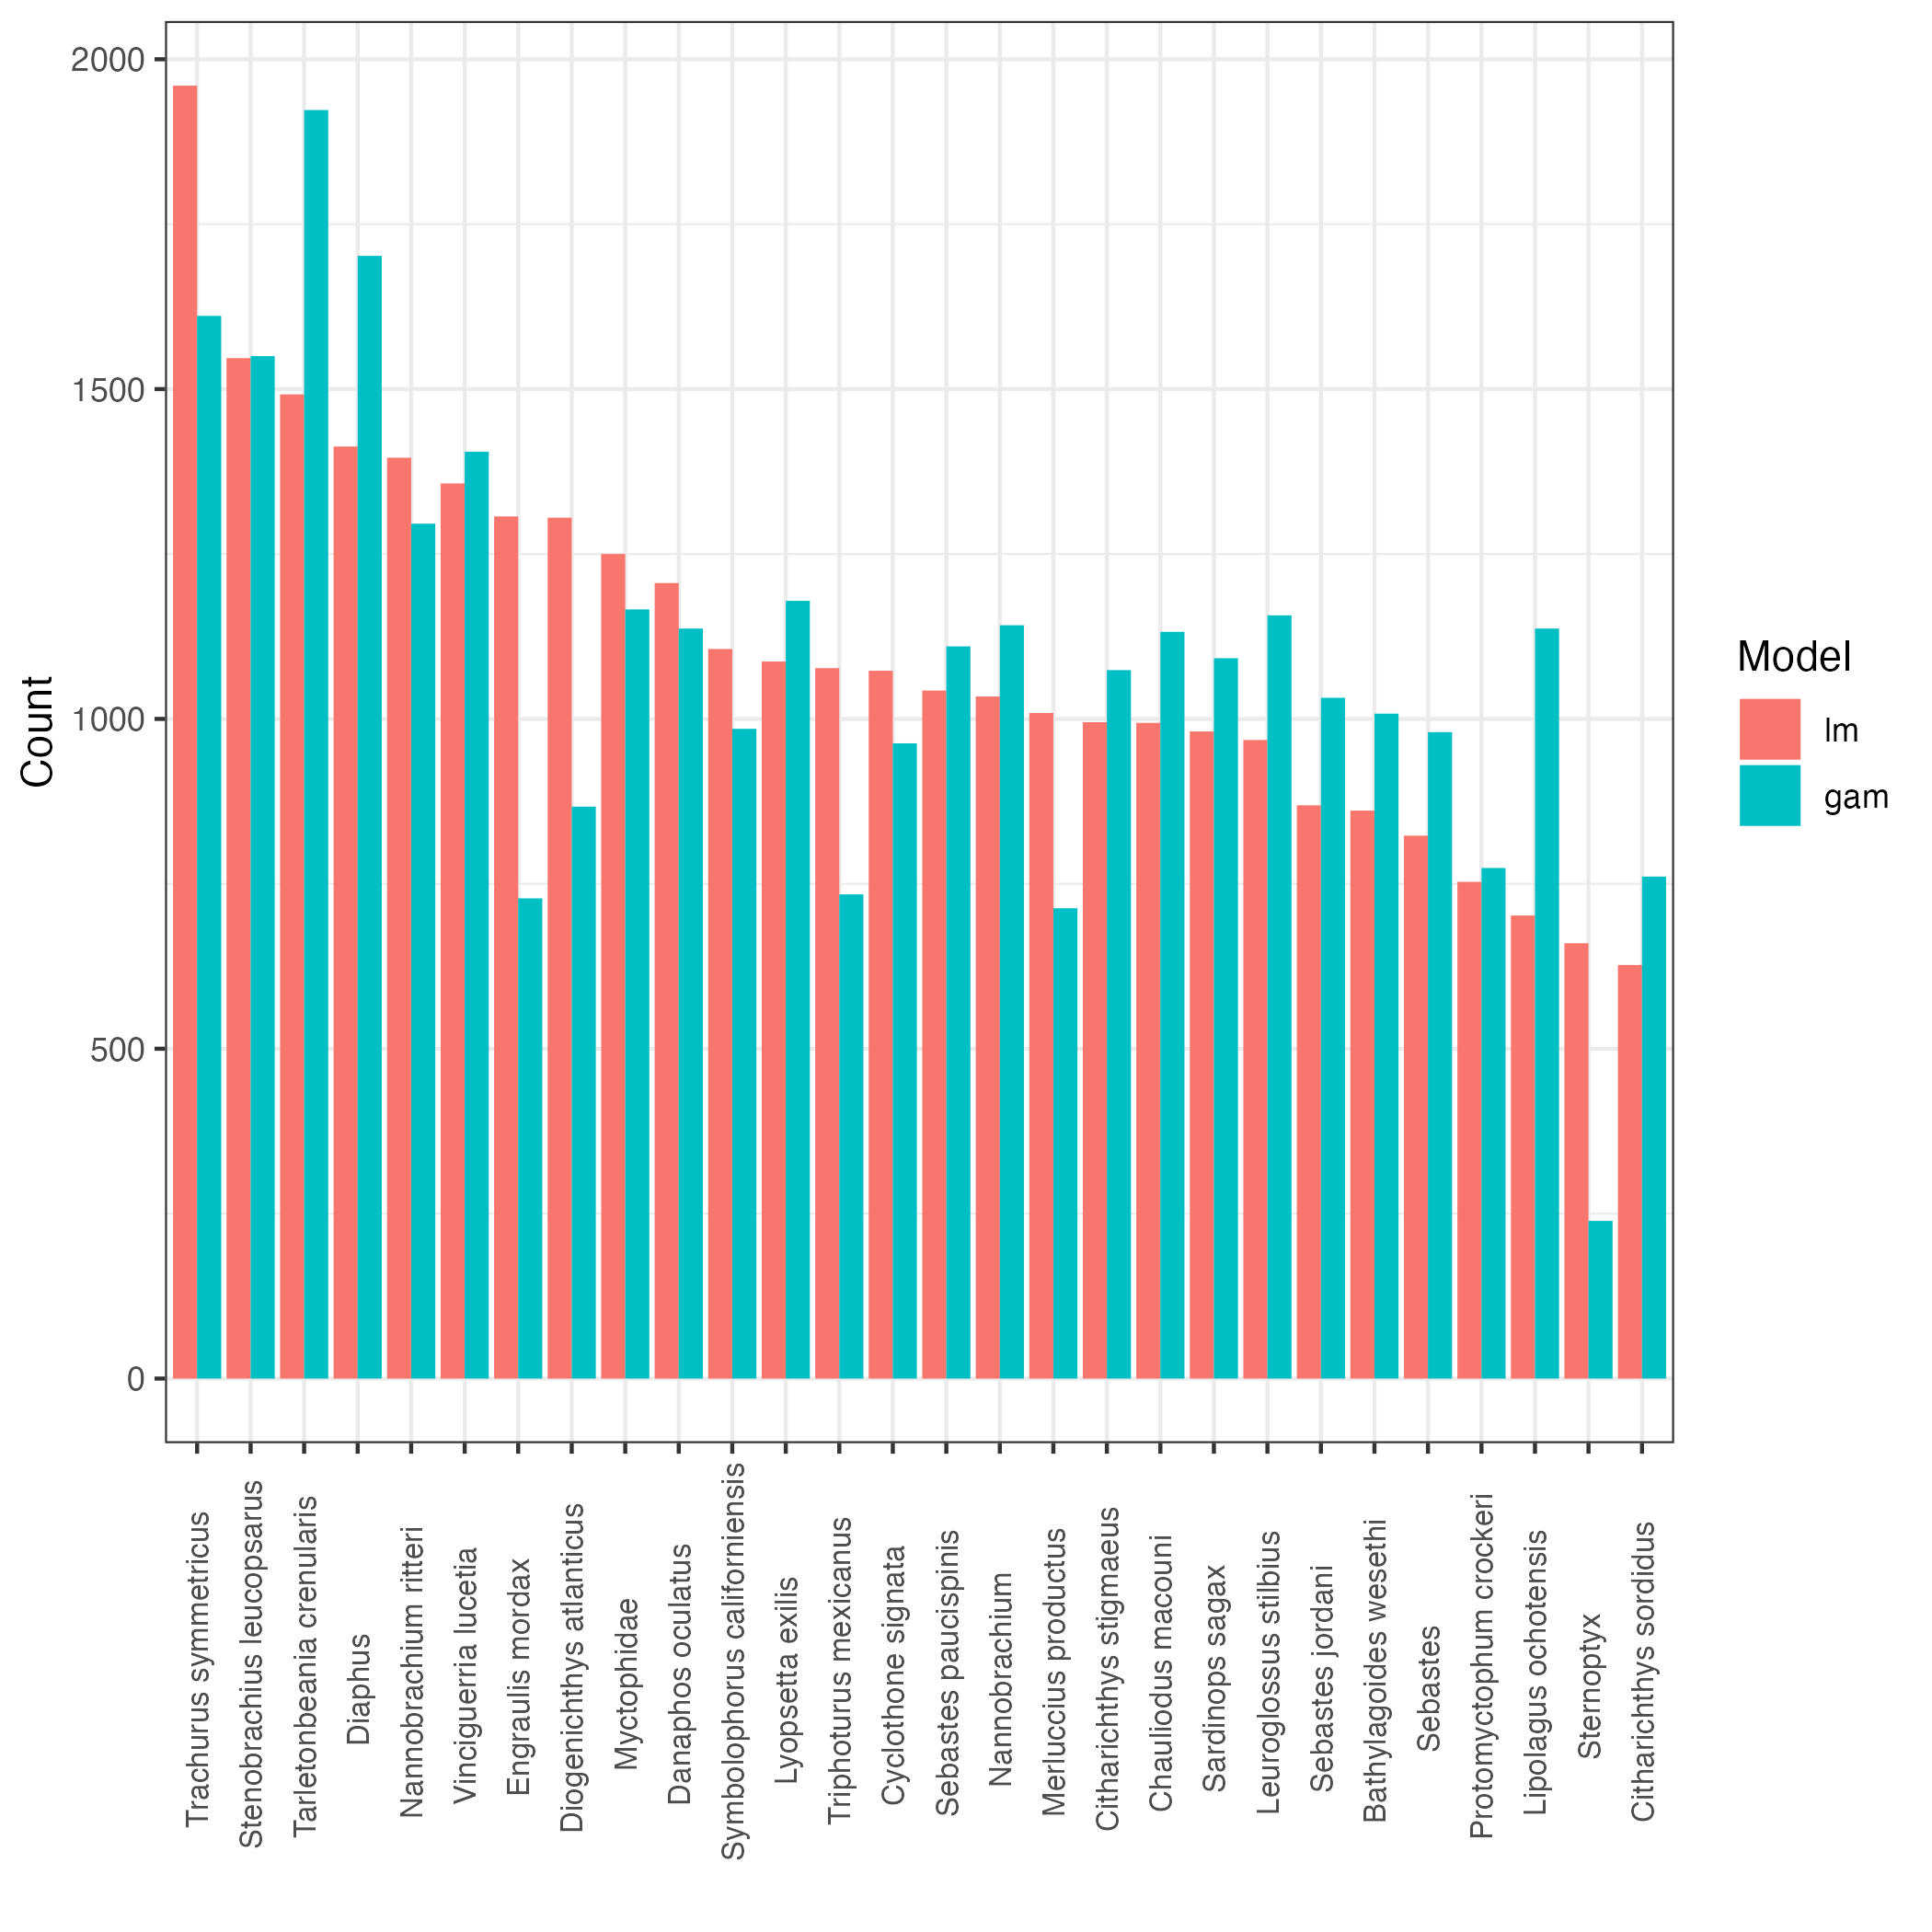 2000
1500
1000
500
0
Count
Trachurus symmetricus
Stenobrachius leucopsarus
Tarletonbeania crenularis
Diaphus
Nannobrachium ritteri
Vinciguerria lucetia
Engraulis mordax
Diogenichthys atlanticus
Myctophidae
Danaphos oculatus
Symbolophorus californiensis
Lyopsetta exilis
Triphoturus mexicanus
Cyclothone signata
Sebastes paucispinis
Nannobrachium
Merluccius productus
Citharichthys stigmaeus
Chauliodus macouni
Sardinops sagax
Leuroglossus stilbius
Sebastes jordani
Bathylagoides wesethi
Sebastes
Protomyctophum crockeri
Lipolagus ochotensis
Sternoptyx
Citharichthys sordidus
Model
lm
gam